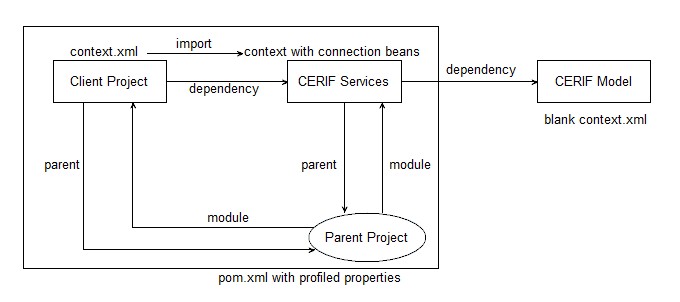 import
context.xml
context with connection beans
Client Project
dependency
CERIF Services
dependency
CERIF Model
blank context.xml
parent
parent
module
module
Parent Project
pom.xml with profiled properties